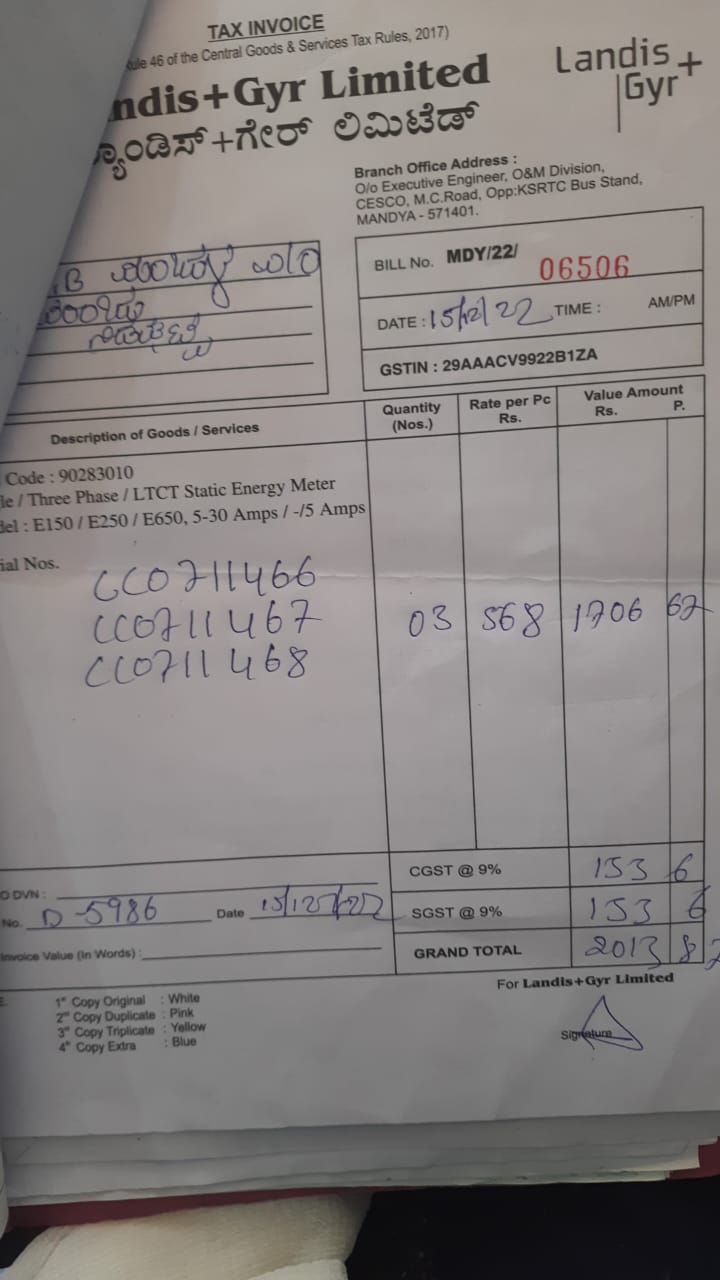 TAX INVOICE
46 of the Central Goods & Services Tax Rules, 2017)
ndis+Gyr Limited
Landis
Gyr+
ಲ್ಯಾಂಡಿಸ್+ಗೇರ್ ಲಿಮಿಟೆಡ್
Branch Office Address :
O/o Executive Engineer, O&M Division,
CESCO, M.C.Road, Opp:KSRTC Bus Stand,
MANDYA - 571401.
BILL No. MDY/22/ 06506
DATE : 15/12/22 TIME : AM/PM
GSTIN : 29AAACV9922B1ZA
Description of Goods / Services
Quantity (Nos.)
Rate per Pc Rs.
Value Amount Rs. P.
Code : 90283010
le / Three Phase / LTCT Static Energy Meter
del : E150 / E250 / E650, 5-30 Amps / -/5 Amps
ial Nos.
CC0711466
CC0711467 03 568 1706 62
CC0711468
CGST @ 9% 153 6
O DVN :
No. D-5986 Date 15/12/22 SGST @ 9% 153 6
Invoice Value (In Words) : GRAND TOTAL 2013 82
For Landis+Gyr Limited
1st Copy Original : White
2nd Copy Duplicate : Pink
3rd Copy Triplicate : Yellow
4th Copy Extra : Blue
Signature